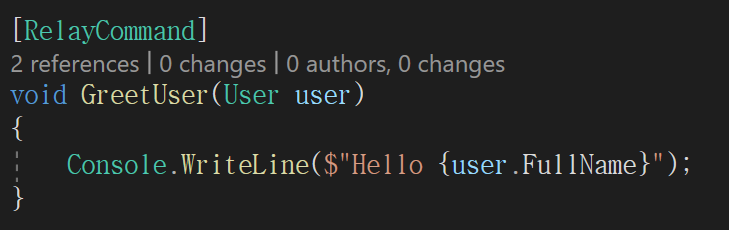 [RelayCommand]
2 references | 0 changes | 0 authors, 0 changes
void GreetUser(User user)
{
Console.WriteLine($"Hello {user.FullName}");
}